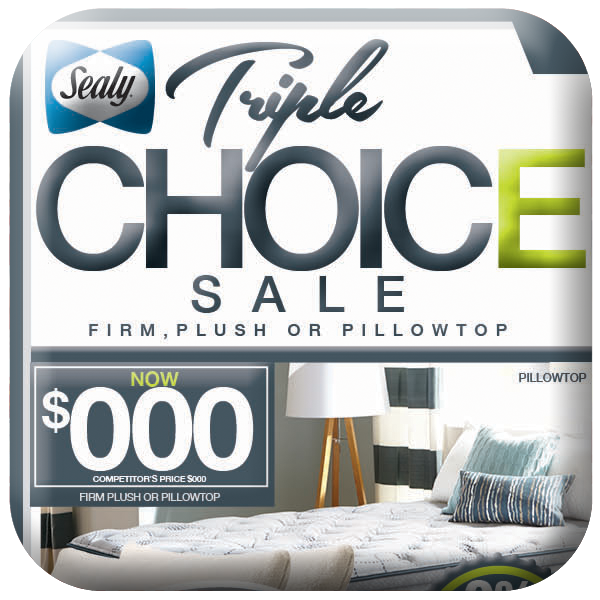 Sealy
Triple
CHOICE
SALE
FIRM, PLUSH OR PILLOWTOP
NOW
$000
COMPETITOR'S PRICE $000
FIRM PLUSH OR PILLOWTOP
PILLOWTOP